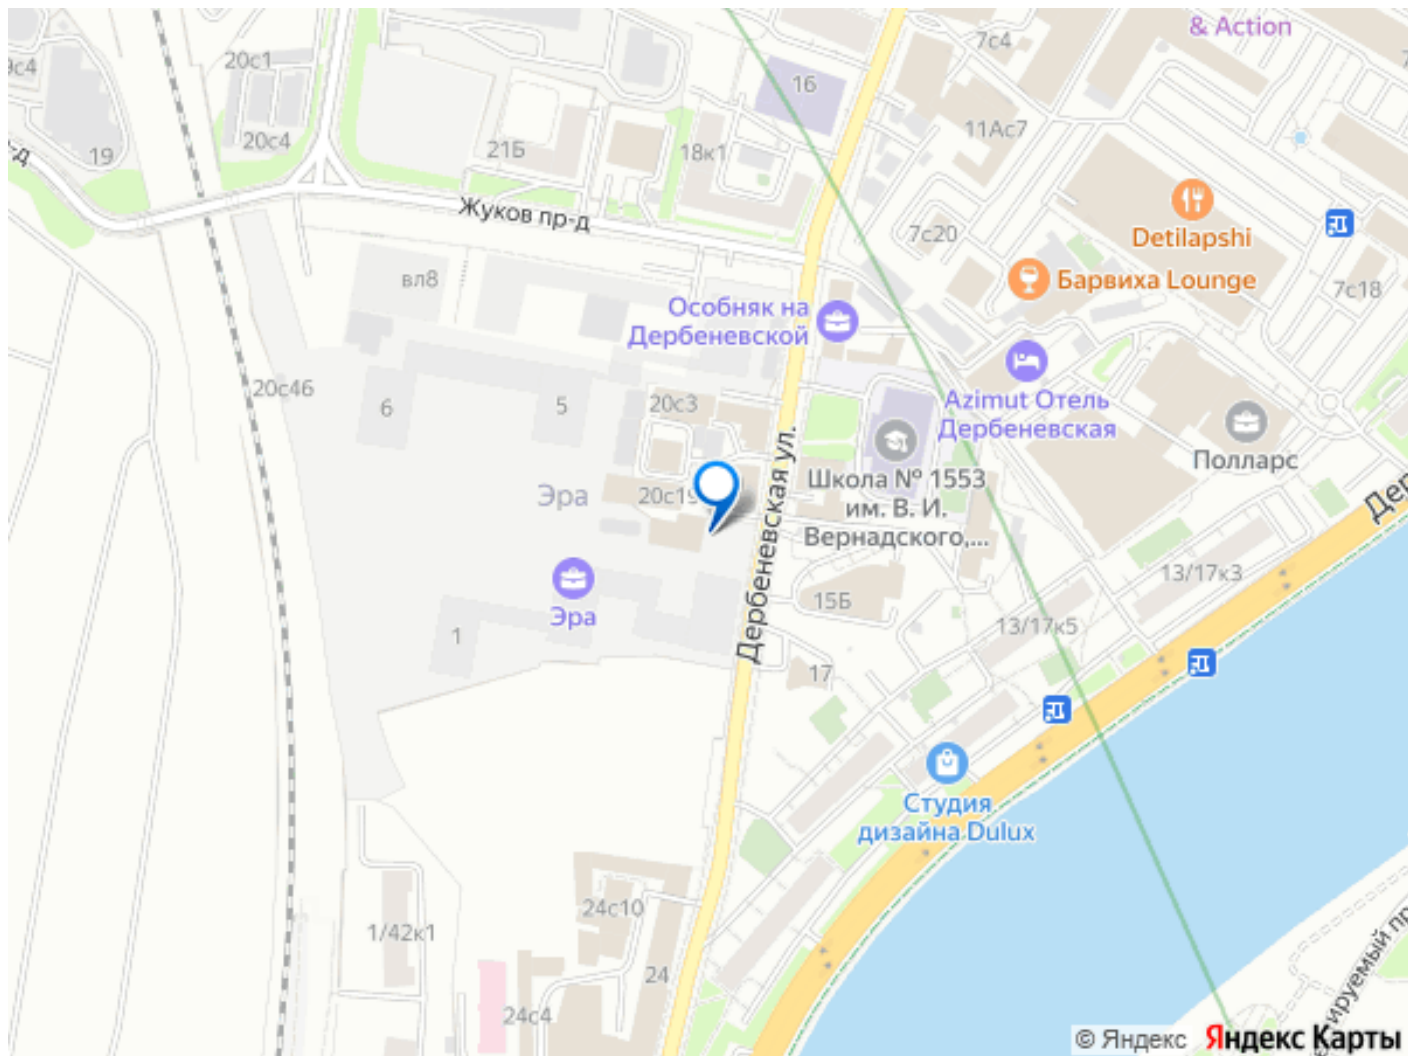 & Action
7с4
20с1
9с4
16
11Ас7
20с4
19
21Б
18к1
Жуков пр-д
7с20
Detilapshi
Барвиха Lounge
7с18
вл8
Особняк на
Дербеневской
20с46
6
5
20с3
Azimut Отель
Дербеневская
Полларс
Школа № 1553
им. В. И.
Вернадского,...
Эра
20с19
Дербеневская ул.
Эра
1
15Б
13/17к3
13/17к5
17
Студия
дизайна Dulux
24с10
1/42к1
24
24с4
© Яндекс Яндекс Карты